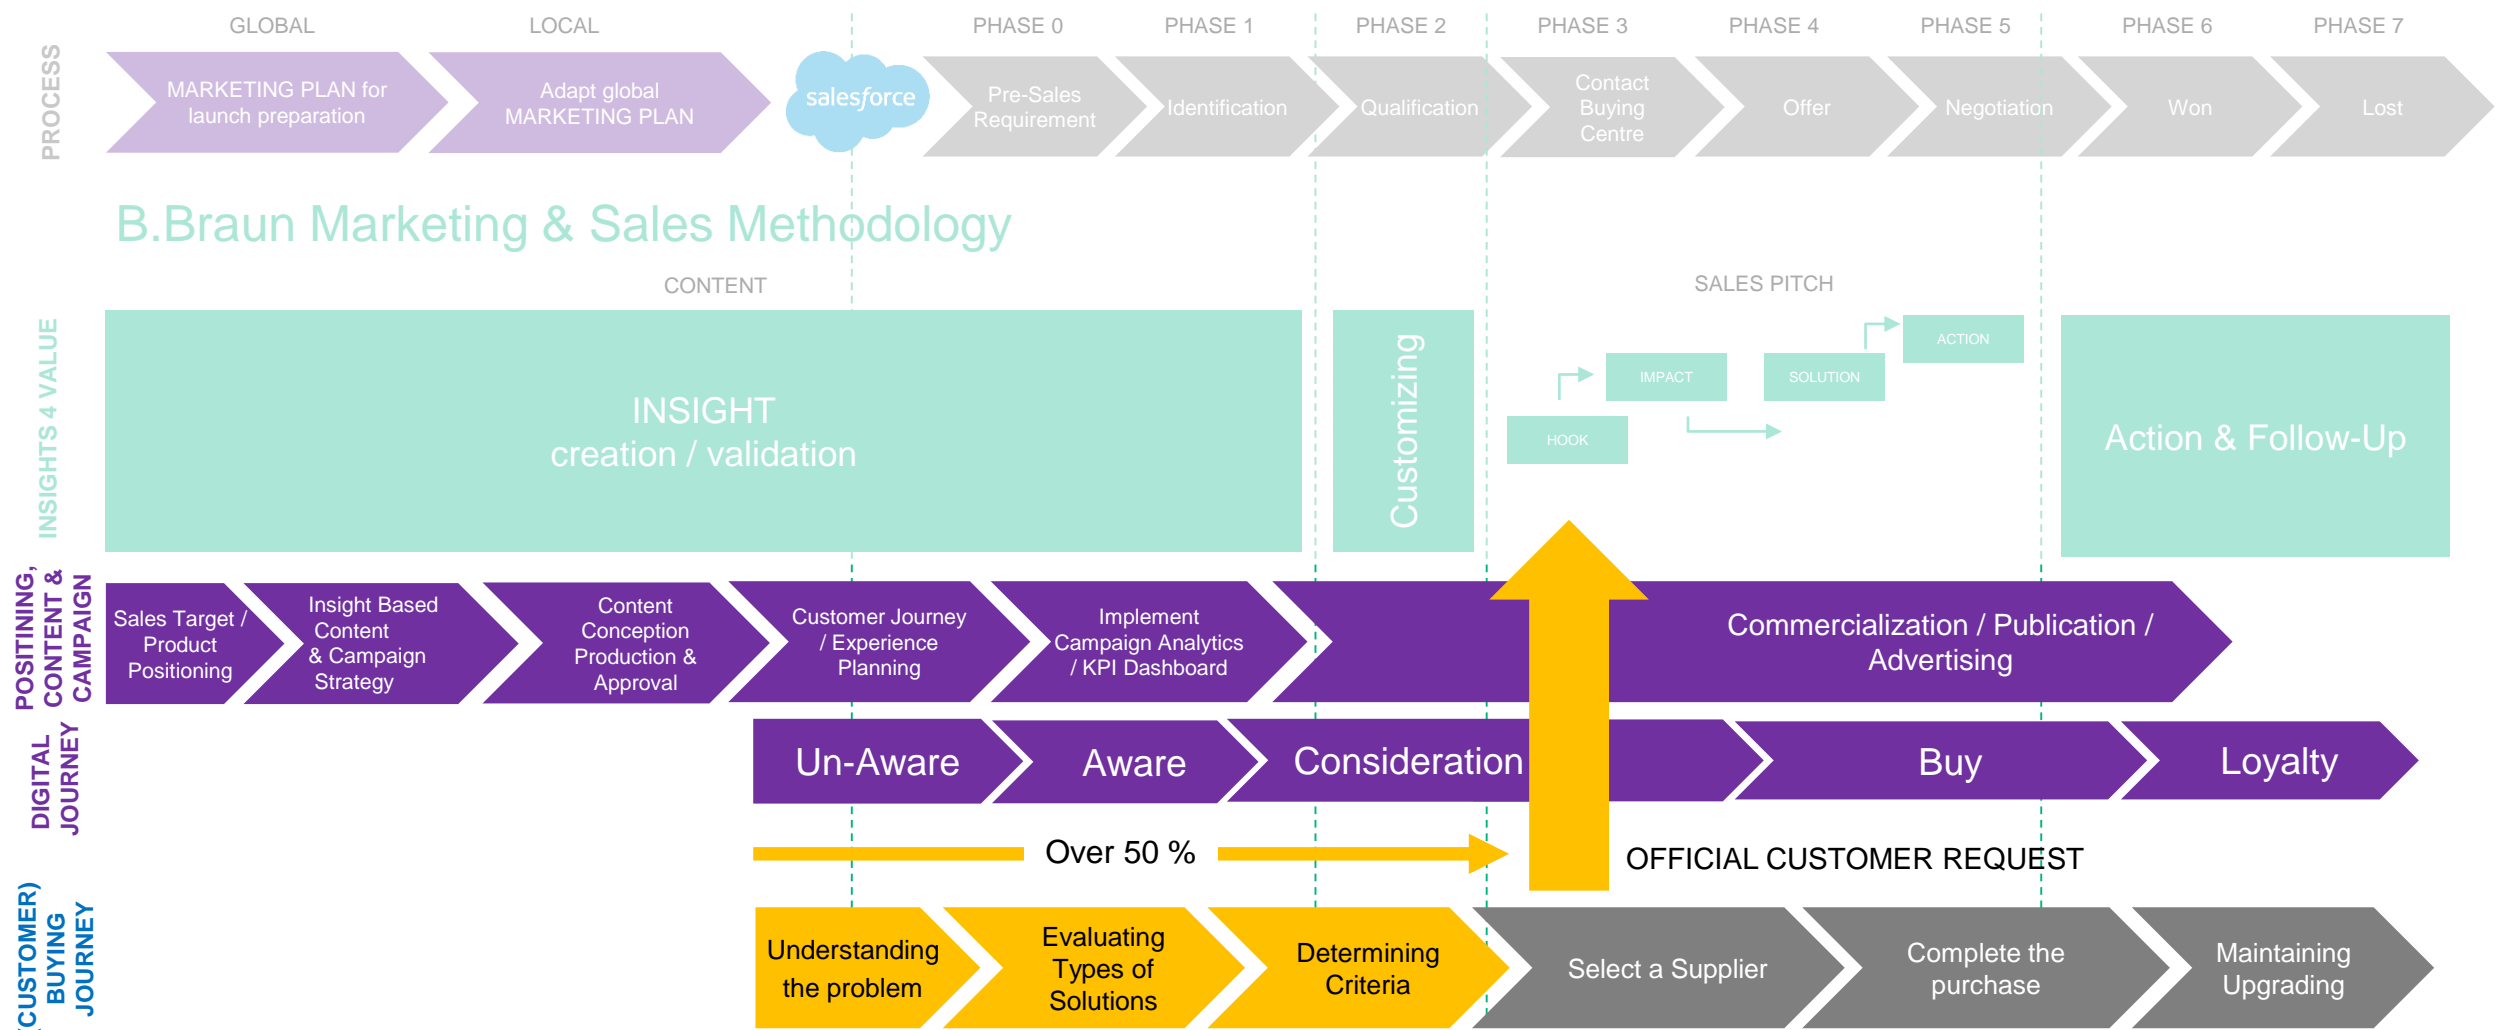 GLOBAL
LOCAL
PHASE 0
PHASE 1
PHASE 2
PHASE 3
PHASE 4
PHASE 5
PHASE 6
PHASE 7
PROCESS
MARKETING PLAN for
launch preparation
Adapt global
MARKETING PLAN
salesforce
Pre-Sales
Requirement
Identification
Qualification
Contact
Buying
Centre
Offer
Negotiation
Won
Lost
B.Braun Marketing & Sales Methodology
CONTENT
SALES PITCH
INSIGHTS 4 VALUE
INSIGHT
creation / validation
Customizing
HOOK
IMPACT
SOLUTION
ACTION
Action & Follow-Up
POSITINING,
CONTENT &
CAMPAIGN
Sales Target /
Product
Positioning
Insight Based
Content
& Campaign
Strategy
Content
Conception
Production &
Approval
Customer Journey
/ Experience
Planning
Implement
Campaign Analytics
/ KPI Dashboard
Commercialization / Publication /
Advertising
DIGITAL
JOURNEY
Un-Aware
Aware
Consideration
Buy
Loyalty
Over 50 %
OFFICIAL CUSTOMER REQUEST
(CUSTOMER)
BUYING
JOURNEY
Understanding
the problem
Evaluating
Types of
Solutions
Determining
Criteria
Select a Supplier
Complete the
purchase
Maintaining
Upgrading